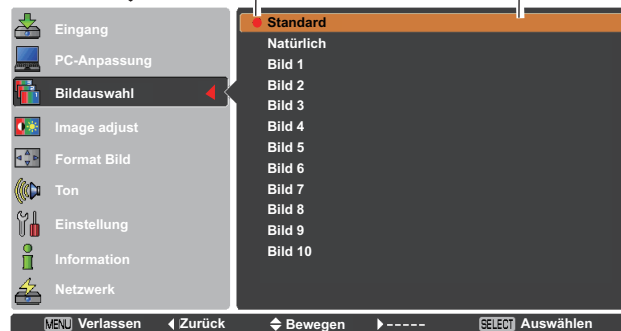 Eingang
PC-Anpassung
Bildauswahl
Image adjust
Format Bild
Ton
Einstellung
Information
Netzwerk
Standard
Natürlich
Bild 1
Bild 2
Bild 3
Bild 4
Bild 5
Bild 6
Bild 7
Bild 8
Bild 9
Bild 10
MENU Verlassen Zurück Bewegen ----- SELECT Auswählen